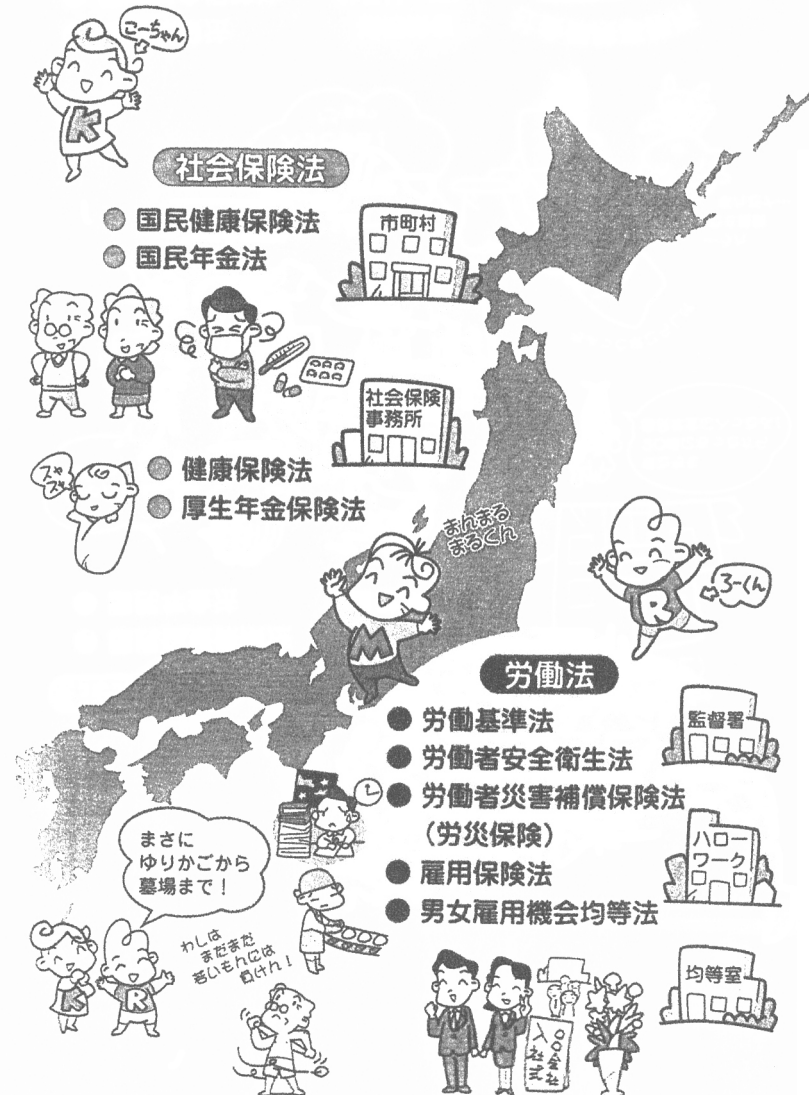 こーちゃん
社会保険法
● 国民健康保険法
● 国民年金法
市町村
社会保険
事務所
スヤ
スヤ
● 健康保険法
● 厚生年金保険法
まんまる
まるくん
M
K
ろーくん
R
労働法
● 労働基準法
● 労働者安全衛生法
● 労働者災害補償保険法
(労災保険)
● 雇用保険法
● 男女雇用機会均等法
監督署
ハロー
ワーク
均等室
まさに
ゆりかごから
墓場まで!
わしは
まだまだ
若いもんには
負けん!
K
R
○○会社
入社式